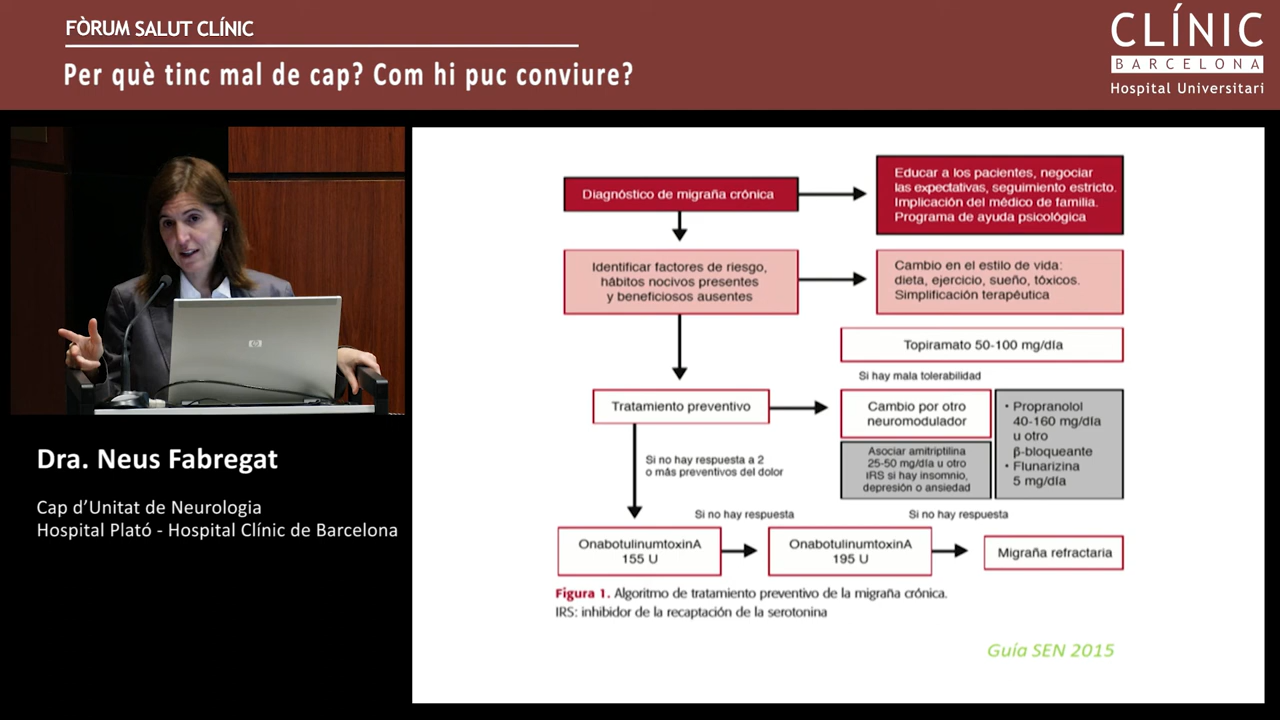 FÒRUM SALUT CLÍNIC
Per què tinc mal de cap? Com hi puc conviure?
CLÍNIC
BARCELONA
Hospital Universitari
Diagnóstico de migraña crónica
Educar a los pacientes, negociar
las expectativas, seguimiento estricto.
Implicación del médico de familia.
Programa de ayuda psicológica
Identificar factores de riesgo,
hábitos nocivos presentes
y beneficiosos ausentes
Cambio en el estilo de vida:
dieta, ejercicio, sueño, tóxicos.
Simplificación terapéutica
Topiramato 50-100 mg/día
Si hay mala tolerabilidad
Tratamiento preventivo
Cambio por otro
neuromodulador
Asociar amitriptilina
25-50 mg/día u otro
IRS si hay insomnio,
depresión o ansiedad
• Propranolol
40-160 mg/día
u otro
β-bloqueante
• Flunarizina
5 mg/día
Si no hay respuesta a 2
o más preventivos del dolor
Si no hay respuesta
Si no hay respuesta
OnabotulinumtoxinA
155 U
OnabotulinumtoxinA
195 U
Migraña refractaria
Figura 1. Algoritmo de tratamiento preventivo de la migraña crónica.
IRS: inhibidor de la recaptación de la serotonina
Guía SEN 2015
Dra. Neus Fabregat
Cap d’Unitat de Neurologia
Hospital Plató - Hospital Clínic de Barcelona
hp